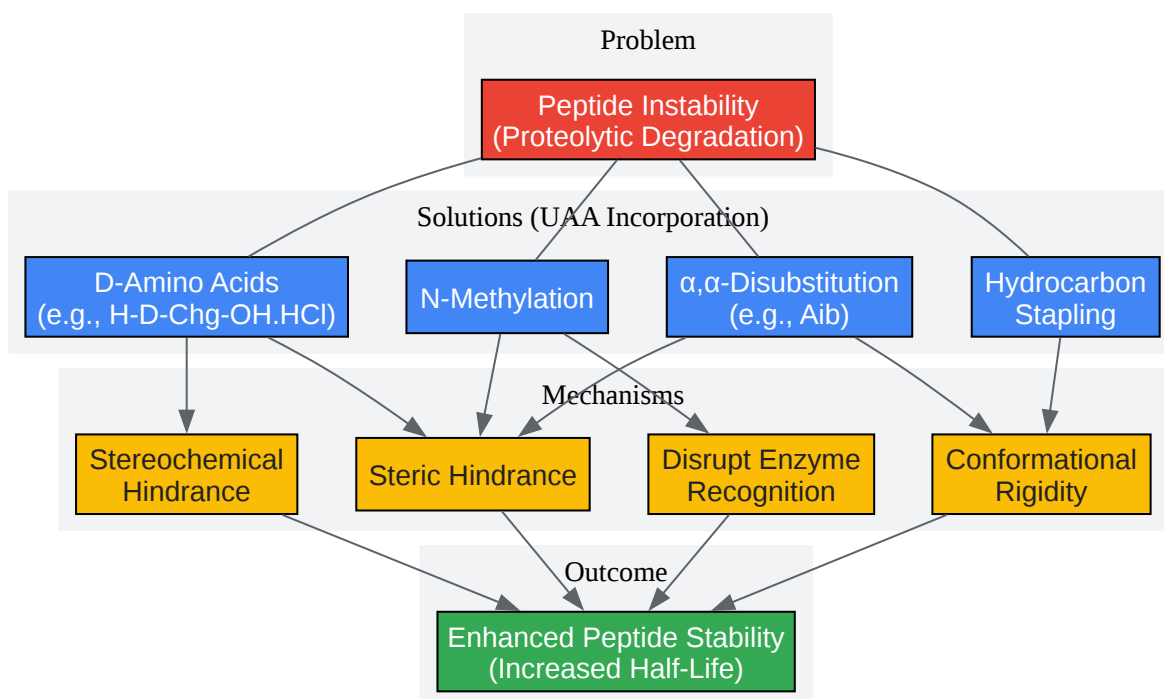 Problem
Peptide Instability
(Proteolytic Degradation)
Solutions (UAA Incorporation)
D-Amino Acids
(e.g., H-D-Chg-OH.HCl)
N-Methylation
α,α-Disubstitution
(e.g., Aib)
Hydrocarbon
Stapling
Mechanisms
Stereochemical
Hindrance
Steric Hindrance
Disrupt Enzyme
Recognition
Conformational
Rigidity
Outcome
Enhanced Peptide Stability
(Increased Half-Life)